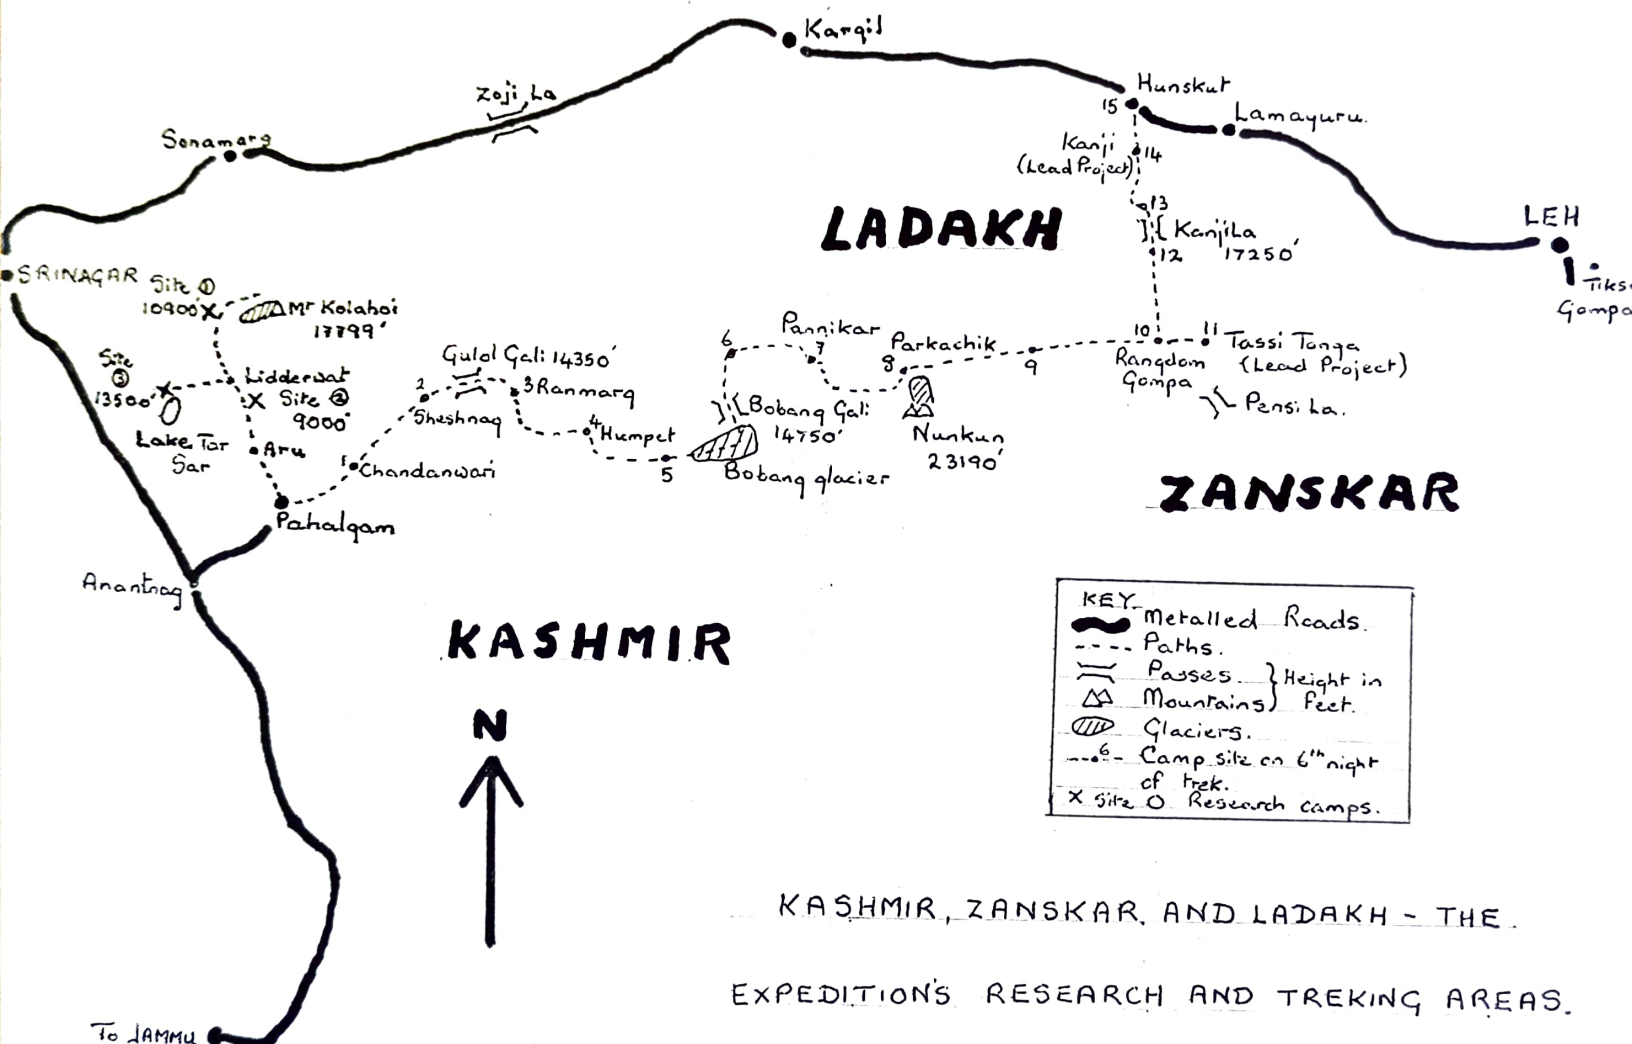 Kargil
Hunskut
15
Lamayuru.
Zoji La
Sonamarg
Kanji
(Lead Project)
14
13
LADAKH
Kanji La
17250'
12
LEH
Tiks
Gompa
SRINAGAR
Site 1
10900'
Mt Kolahoi
17799'
Site
3
13500'
Lidderwat
Site 2
9000'
Lake Tar
Sar
Aru
Gulol Gali 14350'
2
Sheshnag
3 Ranmarg
4 Humpet
1
Chandanwari
Pahalgam
5
6
Bobang Gali
14750'
Bobang glacier
Pannikar
7
Parkachik
8
9
Nunkun
23190'
10
11
Rangdom
Gompa
Tassi Tonga
(Lead Project)
Pensi La.
ZANSKAR
Anantnag
KASHMIR
N
KEY
Metalled Roads.
Paths.
Passes
Mountains
Height in
feet.
Glaciers.
6
Camp site on 6th night
of trek.
X Site O Research camps.
KASHMIR, ZANSKAR, AND LADAKH - THE
EXPEDITION'S RESEARCH AND TREKING AREAS.
To JAMMU